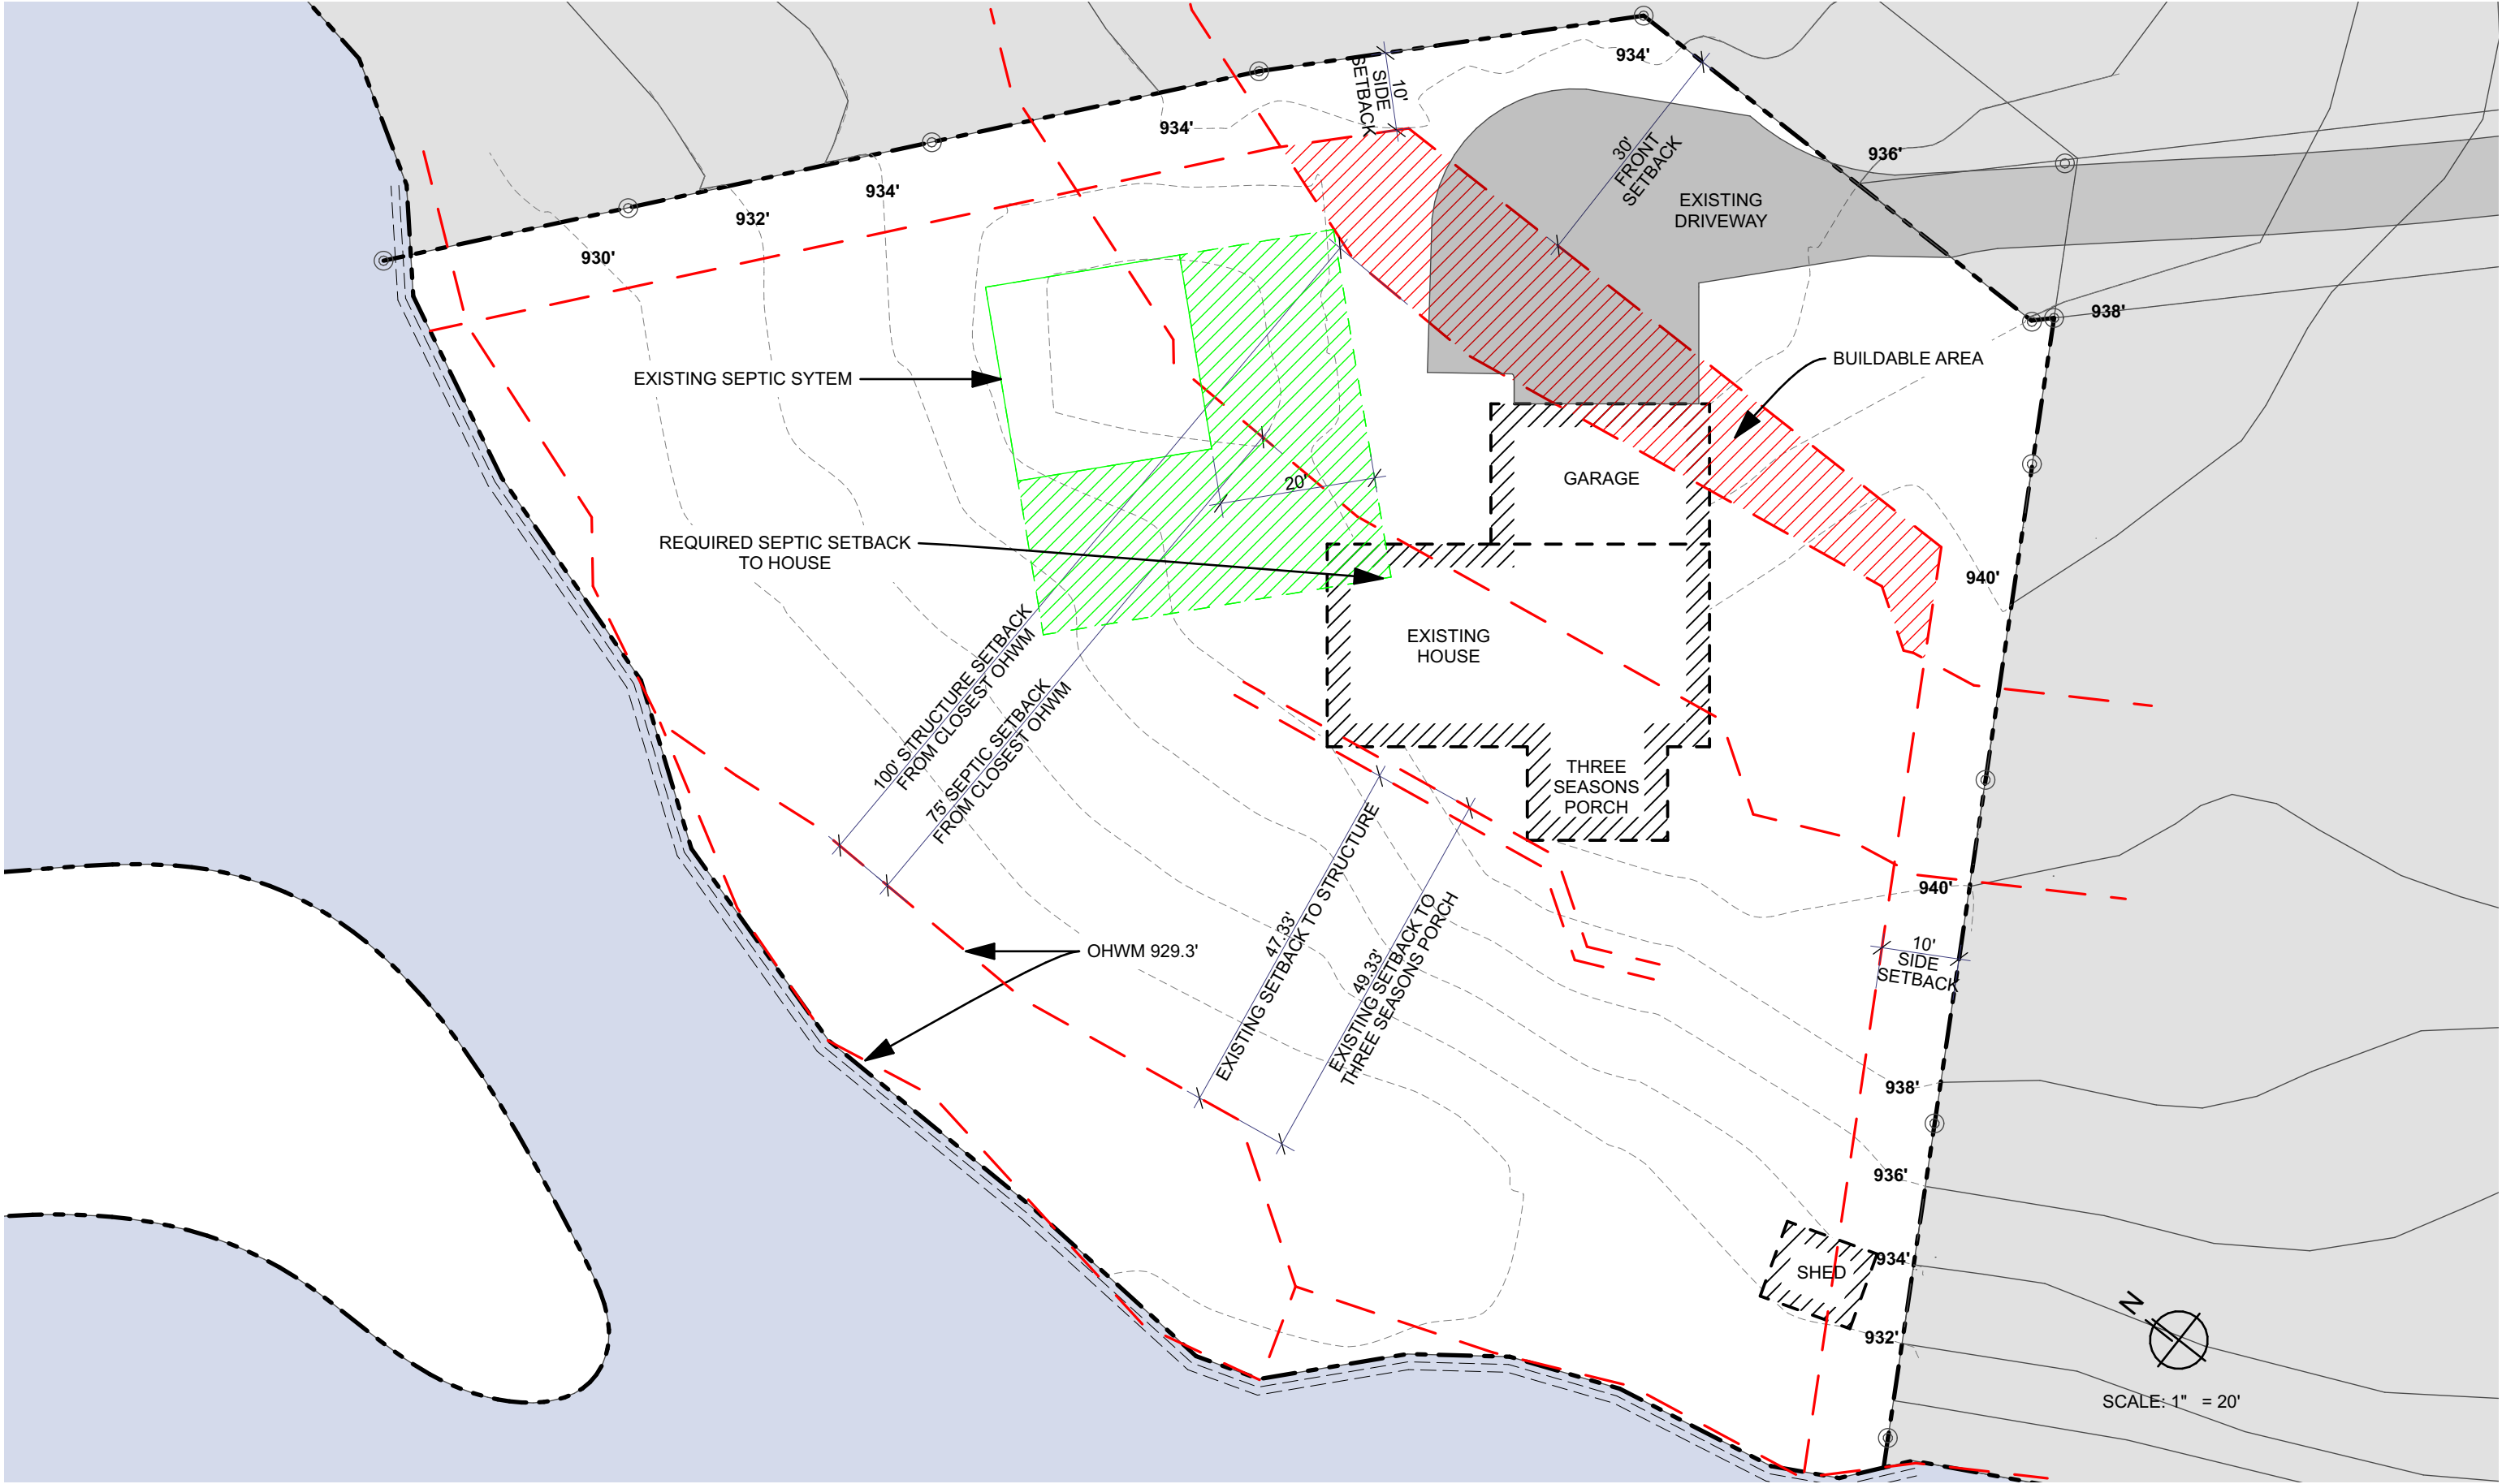 934'
10'
SIDE
SETBACK
934'
30'
FRONT
SETBACK
936'
934'
932'
930'
EXISTING
DRIVEWAY
938'
BUILDABLE AREA
EXISTING SEPTIC SYTEM
20'
GARAGE
REQUIRED SEPTIC SETBACK
TO HOUSE
940'
EXISTING
HOUSE
100' STRUCTURE SETBACK
FROM CLOSEST OHWM
75' SEPTIC SETBACK
FROM CLOSEST OHWM
THREE
SEASONS
PORCH
47.33'
EXISTING SETBACK TO STRUCTURE
49.33'
EXISTING SETBACK TO
THREE SEASONS PORCH
940'
OHWM 929.3'
10'
SIDE
SETBACK
938'
936'
934'
SHED
932'
N
SCALE: 1" = 20'